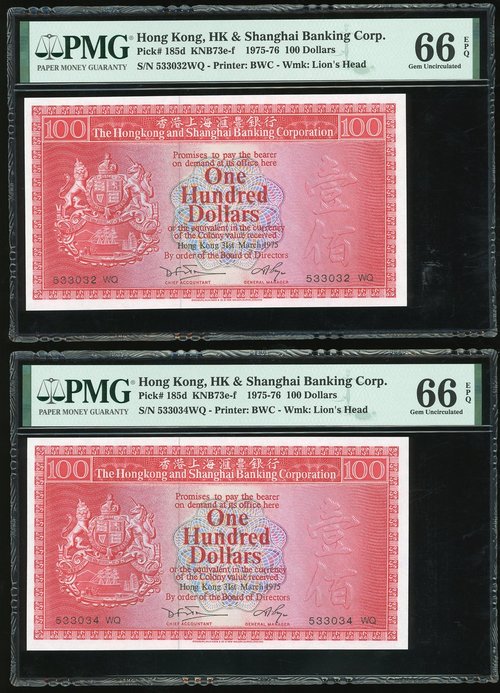 PMG
PAPER MONEY GUARANTY
Hong Kong, HK & Shanghai Banking Corp.
Pick# 185d KNB73e-f 1975-76 100 Dollars
S/N 533032WQ - Printer: BWC - Wmk: Lion's Head
66 EPQ
Gem Uncirculated
100
香港上海滙豐銀行
100
The Hongkong and Shanghai Banking Corporation
Promises to pay the bearer
on demand at its office here
One
Hundred
Dollars
or the equivalent in the currency
of the Colony value received
Hong Kong 31st March 1975
By order of the Board of Directors
壹佰
533032 WQ
533032 WQ
CHIEF ACCOUNTANT
GENERAL MANAGER
PMG
PAPER MONEY GUARANTY
Hong Kong, HK & Shanghai Banking Corp.
Pick# 185d KNB73e-f 1975-76 100 Dollars
S/N 533034WQ - Printer: BWC - Wmk: Lion's Head
66 EPQ
Gem Uncirculated
100
香港上海滙豐銀行
100
The Hongkong and Shanghai Banking Corporation
Promises to pay the bearer
on demand at its office here
One
Hundred
Dollars
or the equivalent in the currency
of the Colony value received
Hong Kong 31st March 1975
By order of the Board of Directors
壹佰
533034 WQ
533034 WQ
CHIEF ACCOUNTANT
GENERAL MANAGER